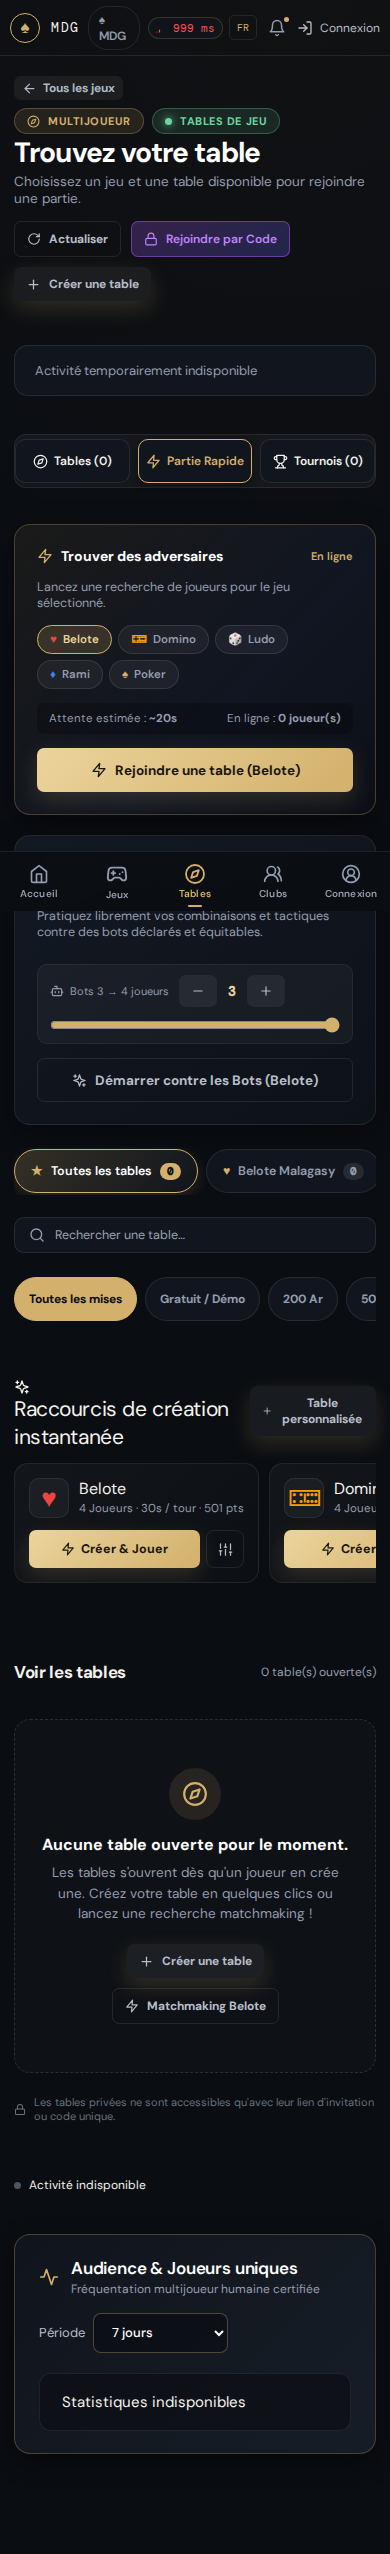 MDG
♠
MDG
999 ms
FR
Connexion
Tous les jeux
MULTIJOUEUR
TABLES DE JEU
Trouvez votre table
Choisissez un jeu et une table disponible pour rejoindre
une partie.
Actualiser
Rejoindre par Code
Créer une table
Activité temporairement indisponible
Tables (0)
Partie Rapide
Tournois (0)
Trouver des adversaires
En ligne
Lancez une recherche de joueurs pour le jeu
sélectionné.
♥ Belote
Domino
Ludo
♦ Rami
♠ Poker
Attente estimée : ~20s
En ligne : 0 joueur(s)
Rejoindre une table (Belote)
Accueil
Jeux
Tables
Clubs
Connexion
Pratiquez librement vos combinaisons et tactiques
contre des bots déclarés et équitables.
Bots 3 → 4 joueurs
−
3
+
Démarrer contre les Bots (Belote)
★ Toutes les tables 0
♥ Belote Malagasy 0
Rechercher une table...
Toutes les mises
Gratuit / Démo
200 Ar
50
Raccourcis de création
instantanée
+ Table
personnalisée
Belote
4 Joueurs · 30s / tour · 501 pts
Créer & Jouer
Domin
4 Joueu
Créer
Voir les tables
0 table(s) ouverte(s)
Aucune table ouverte pour le moment.
Les tables s'ouvrent dès qu'un joueur en crée
une. Créez votre table en quelques clics ou
lancez une recherche matchmaking !
Créer une table
Matchmaking Belote
Les tables privées ne sont accessibles qu'avec leur lien d'invitation
ou code unique.
Activité indisponible
Audience & Joueurs uniques
Fréquentation multijoueur humaine certifiée
Période
7 jours
Statistiques indisponibles